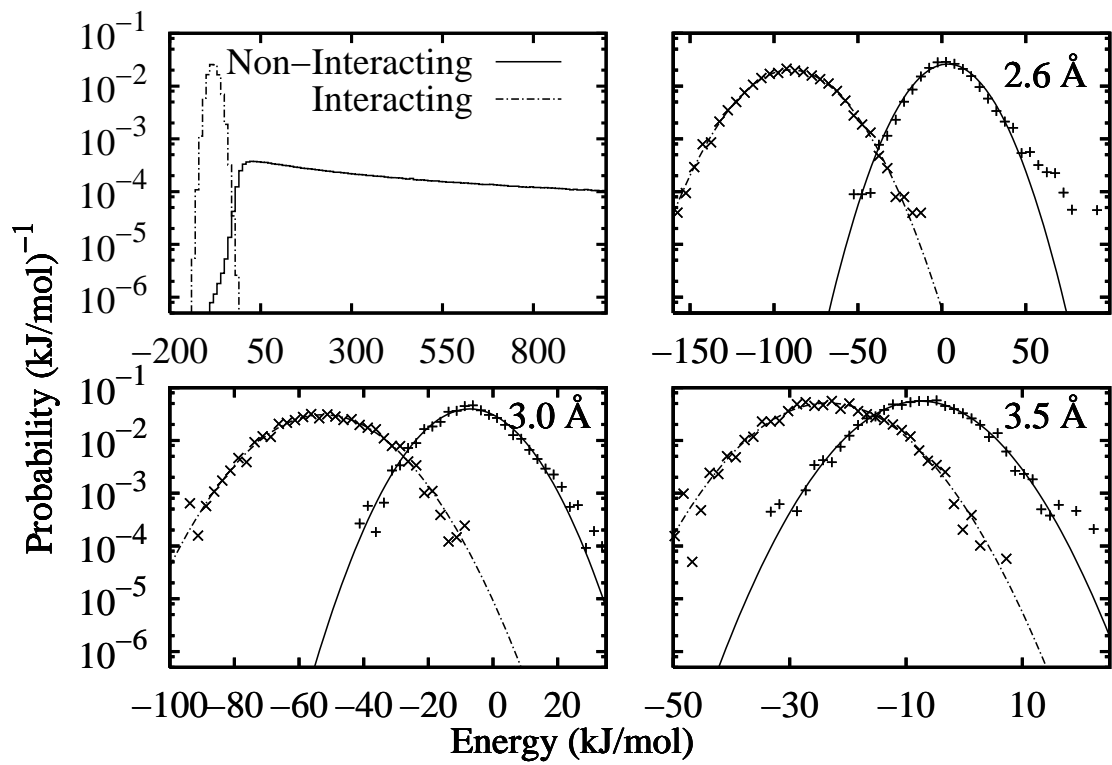 Probability (kJ/mol)−1
10−1
10−2
10−3
10−4
10−5
10−6
Non−Interacting
Interacting
−200 50 300 550 800
2.6 Å
−150 −100 −50 0 50
10−1
10−2
10−3
10−4
10−5
10−6
3.0 Å
−100 −80 −60 −40 −20 0 20
3.5 Å
−50 −30 −10 10
Energy (kJ/mol)